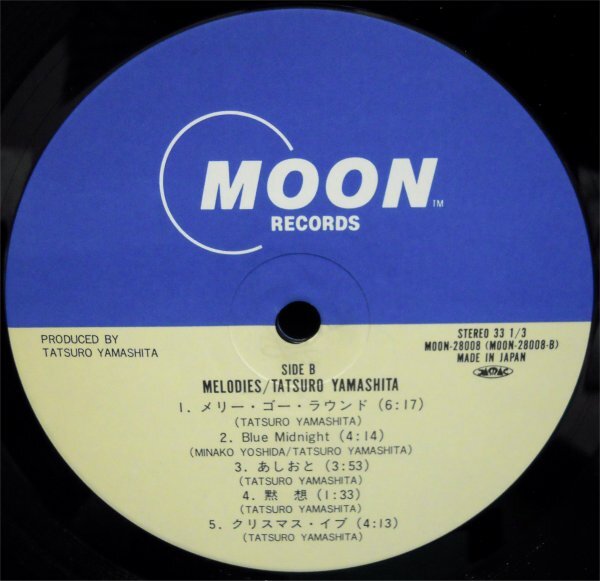 MOON
TM
RECORDS
PRODUCED BY
TATSURO YAMASHITA
STEREO 33 1/3
MOON-28008 (MOON-28008-B)
MADE IN JAPAN
SIDE B
MELODIES/TATSURO YAMASHITA
1. メリー・ゴー・ラウンド (6:17)
(TATSURO YAMASHITA)
2. Blue Midnight (4:14)
(MINAKO YOSHIDA/TATSURO YAMASHITA)
3. あしおと (3:53)
(TATSURO YAMASHITA)
4. 黙 想 (1:33)
(TATSURO YAMASHITA)
5. クリスマス・イブ (4:13)
(TATSURO YAMASHITA)